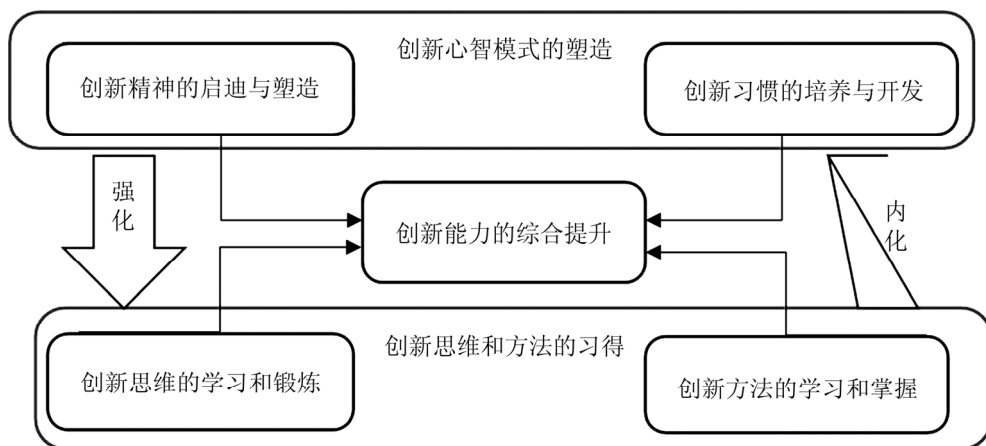 创新心智模式的塑造
创新精神的启迪与塑造
创新习惯的培养与开发
强
化
创新能力的综合提升
内
化
创新思维和方法的习得
创新思维的学习和锻炼
创新方法的学习和掌握